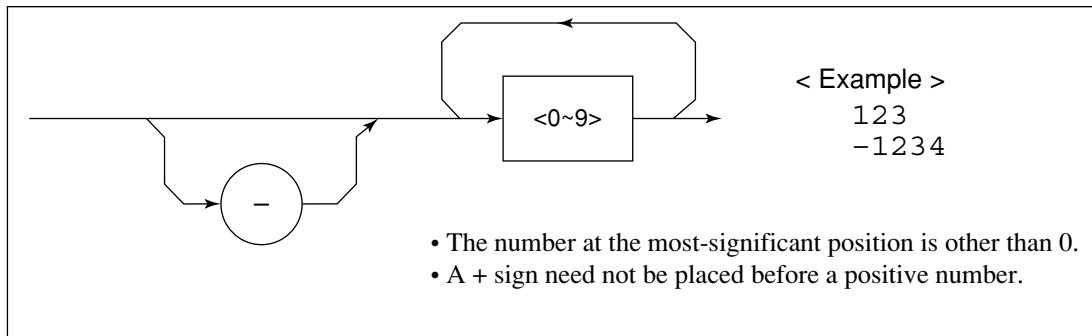 –
<0~9>
< Example >
123
–1234
• The number at the most-significant position is other than 0.
• A + sign need not be placed before a positive number.